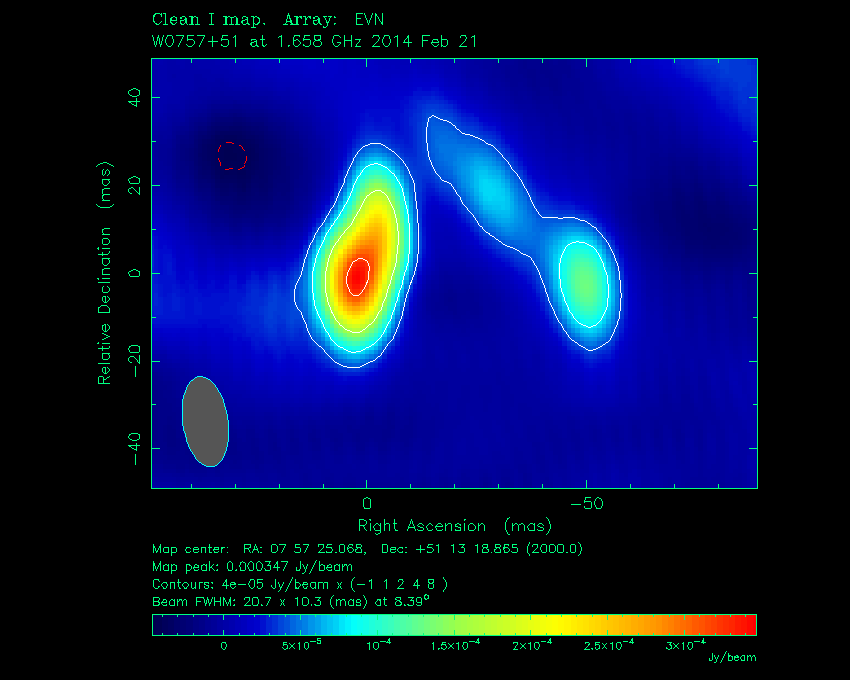 Clean I map.  Array:  EVN
W0757+51 at 1.658 GHz 2014 Feb 21
Relative Declination  (mas)
40
20
0
−20
−40
0
−50
Right Ascension  (mas)
Map center:  RA: 07 57 25.068,  Dec: +51 13 18.865 (2000.0)
Map peak: 0.000347 Jy/beam
Contours: 4e−05 Jy/beam x (−1 1 2 4 8 )
Beam FWHM: 20.7 x 10.3 (mas) at 8.39°
0 5×10⁻⁵ 10⁻⁴ 1.5×10⁻⁴ 2×10⁻⁴ 2.5×10⁻⁴ 3×10⁻⁴
Jy/beam